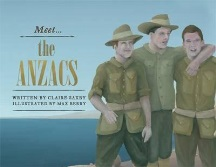 Meet...
the
ANZACS
WRITTEN BY CLAIRE SAXBY
ILLUSTRATED BY MAX BERRY